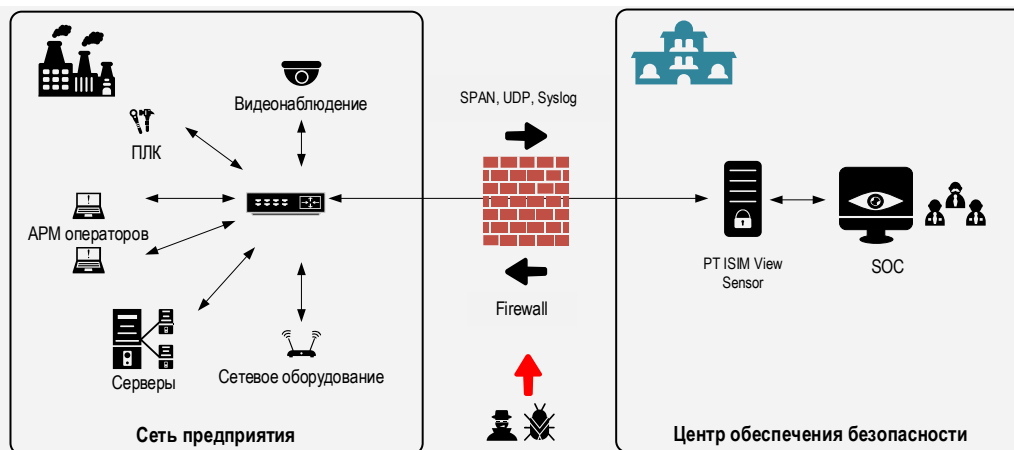 Видеонаблюдение
ПЛК
АРМ операторов
Серверы
Сетевое оборудование
Сеть предприятия
SPAN, UDP, Syslog
Firewall
PT ISIM View
Sensor
SOC
Центр обеспечения безопасности